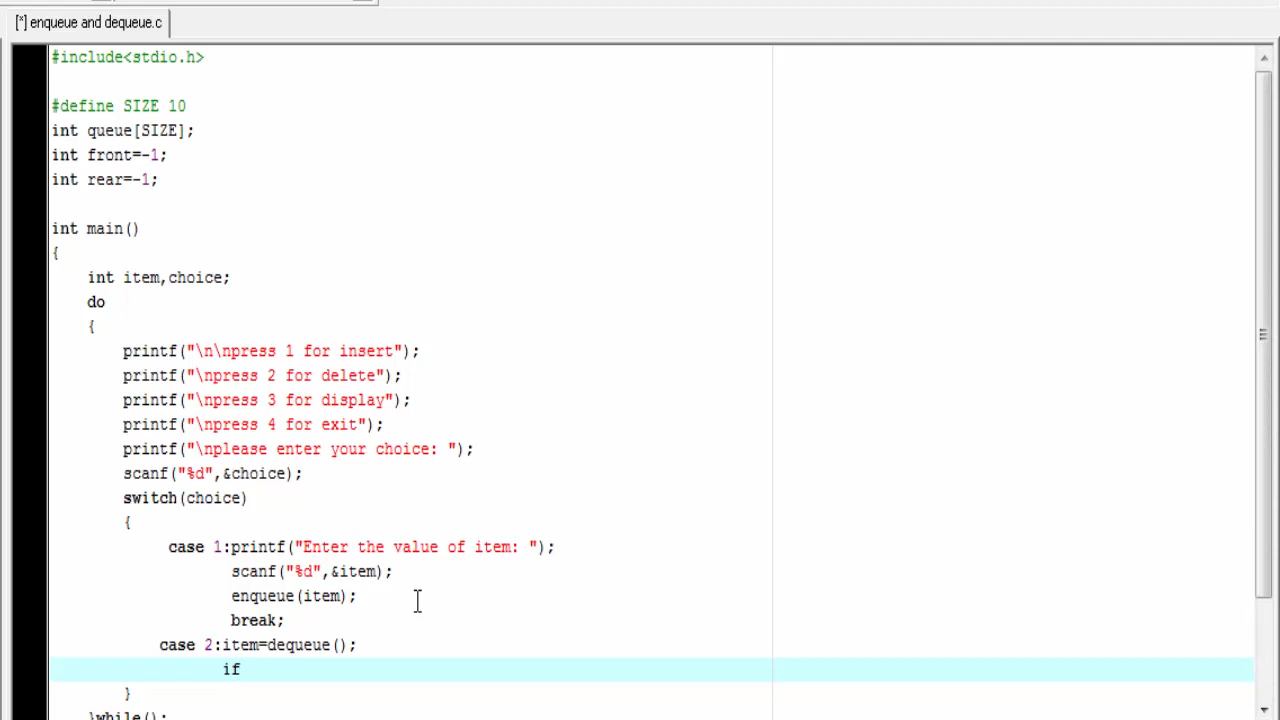 [*] enqueue and dequeue.c
#include<stdio.h>
#define SIZE 10
int queue[SIZE];
int front=-1;
int rear=-1;
int main()
{
int item,choice;
do
{
printf("\n\npress 1 for insert");
printf("\npress 2 for delete");
printf("\npress 3 for display");
printf("\npress 4 for exit");
printf("\nplease enter your choice: ");
scanf("%d",&choice);
switch(choice)
{
case 1:printf("Enter the value of item: ");
scanf("%d",&item);
enqueue(item);
break;
case 2:item=dequeue();
if
}
}while();